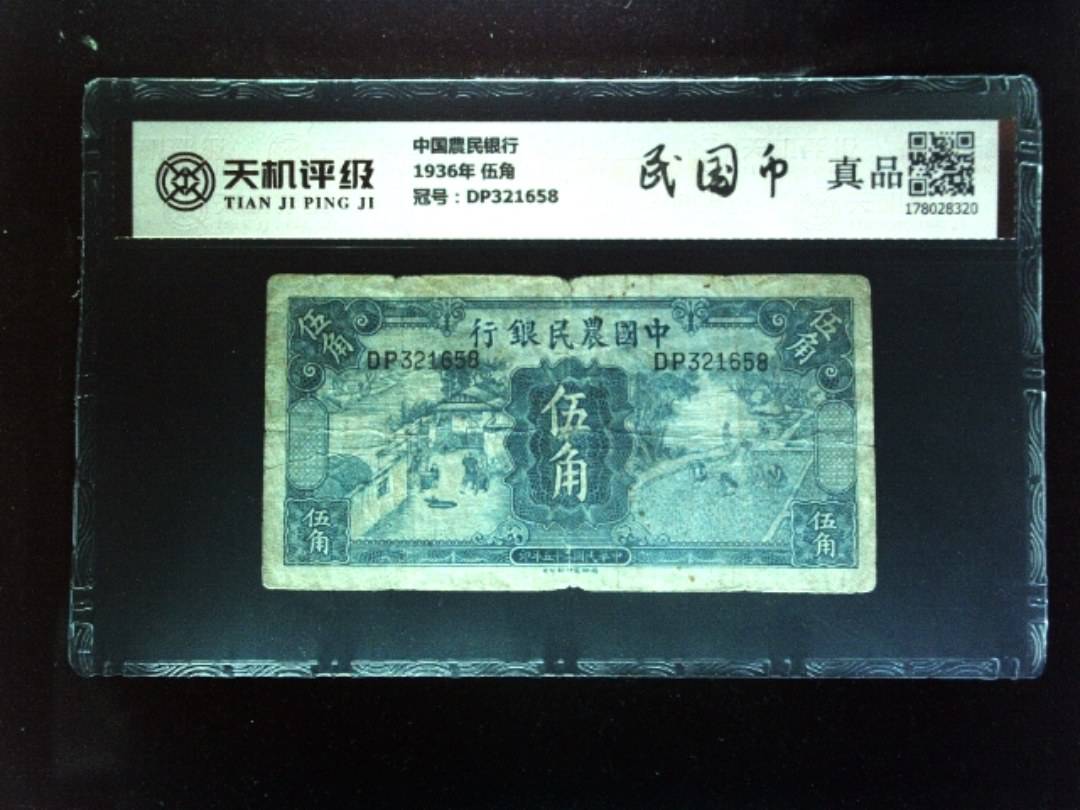 天机评级
TIAN JI PING JI
中国農民银行
1936年 伍角
冠号：DP321658
民国币
真品
178028320
伍角
行銀民農國中
伍角
DP321658
DP321658
伍角
伍角
伍角